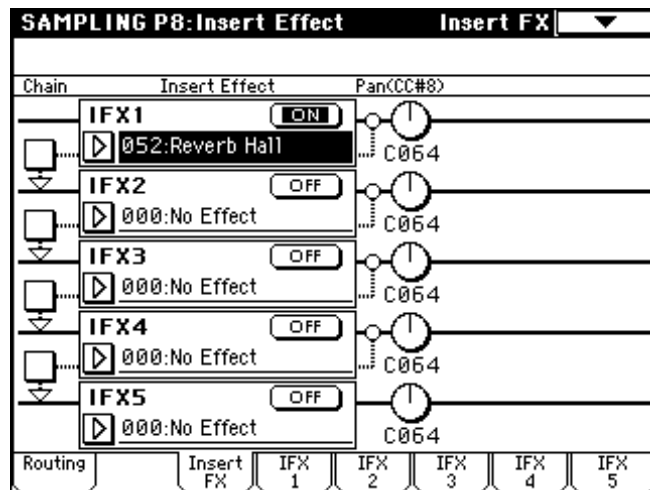 SAMPLING P8:Insert Effect Insert FX
Chain Insert Effect Pan(CC#8)
IFX1 ON
052:Reverb Hall
C064
IFX2 OFF
000:No Effect
C064
IFX3 OFF
000:No Effect
C064
IFX4 OFF
000:No Effect
C064
IFX5 OFF
000:No Effect
C064
Routing Insert FX IFX 1 IFX 2 IFX 3 IFX 4 IFX 5